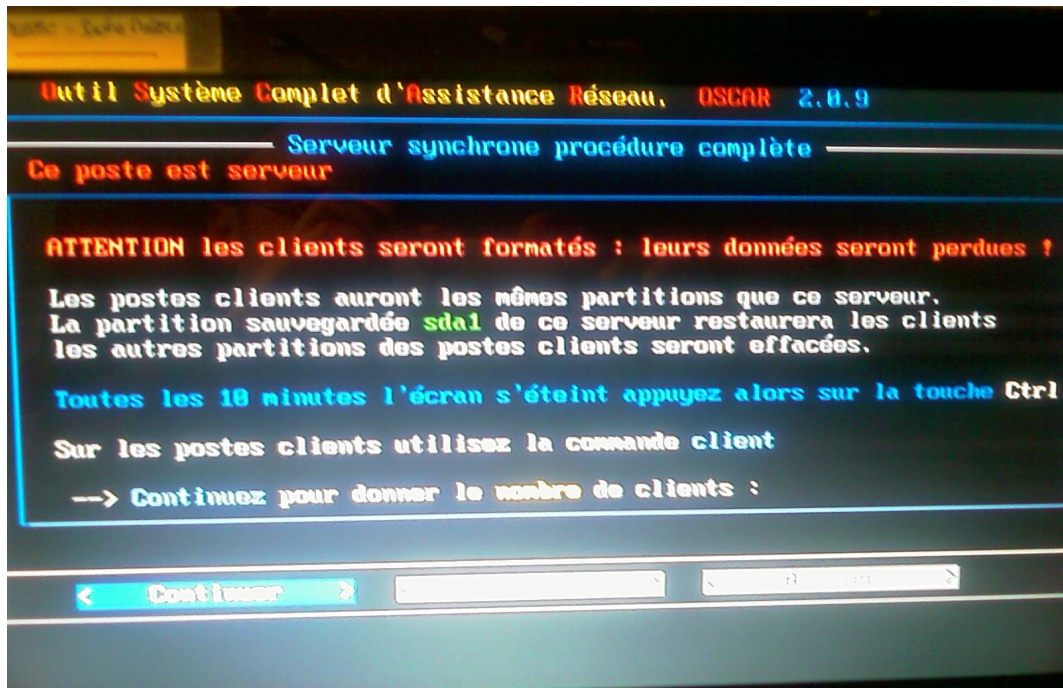 Outil Système Complet d'Assistance Réseau. OSCAR 2.0.9
Serveur synchrone procédure complète
Ce poste est serveur
ATTENTION les clients seront formatés : leurs données seront perdues !
Les postes clients auront les mêmes partitions que ce serveur.
La partition sauvegardée sda1 de ce serveur restaurera les clients
les autres partitions des postes clients seront effacées.
Toutes les 10 minutes l'écran s'éteint appuyez alors sur la touche Ctrl
Sur les postes clients utilisez la commande client
--> Continuez pour donner le nombre de clients :
< Continuer >